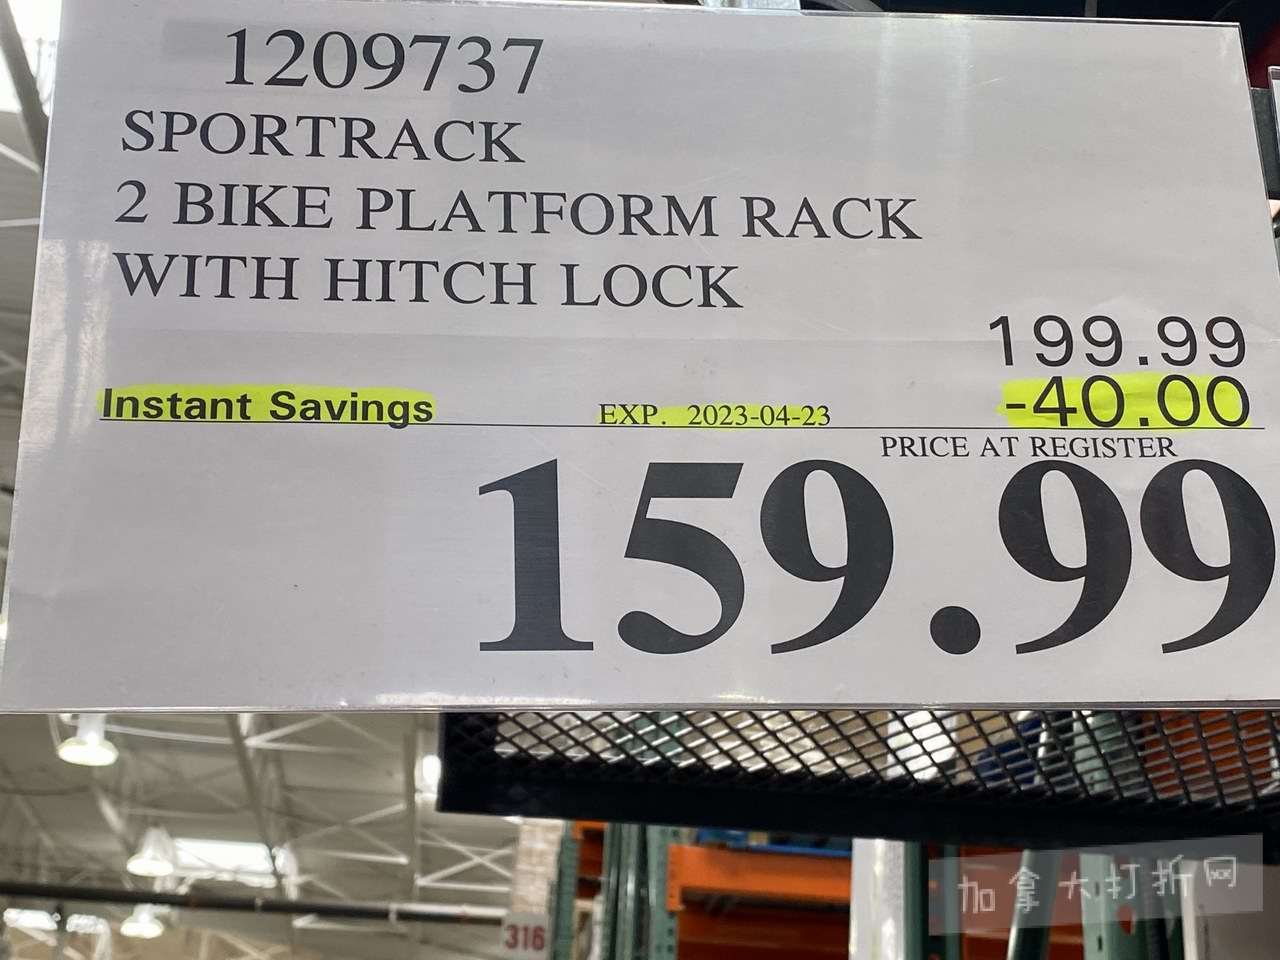 1209737
SPORTRACK
2 BIKE PLATFORM RACK
WITH HITCH LOCK
199.99
Instant Savings EXP. 2023-04-23 -40.00
PRICE AT REGISTER
159.99
316
加拿大打折网